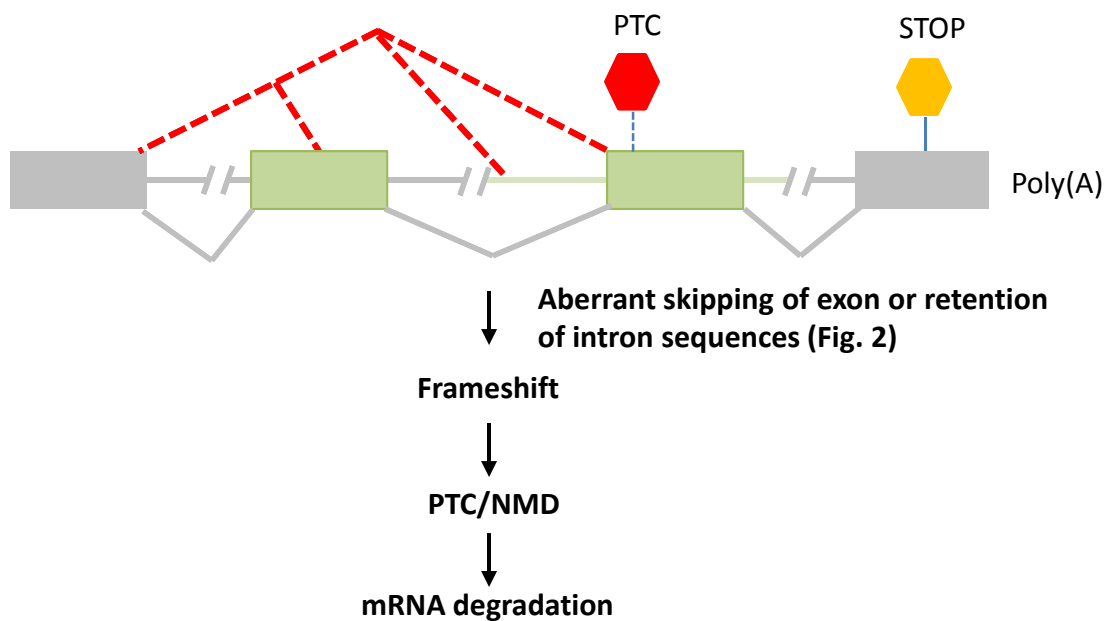 PTC
STOP
Poly(A)
Aberrant skipping of exon or retention
of intron sequences (Fig. 2)
Frameshift
PTC/NMD
mRNA degradation